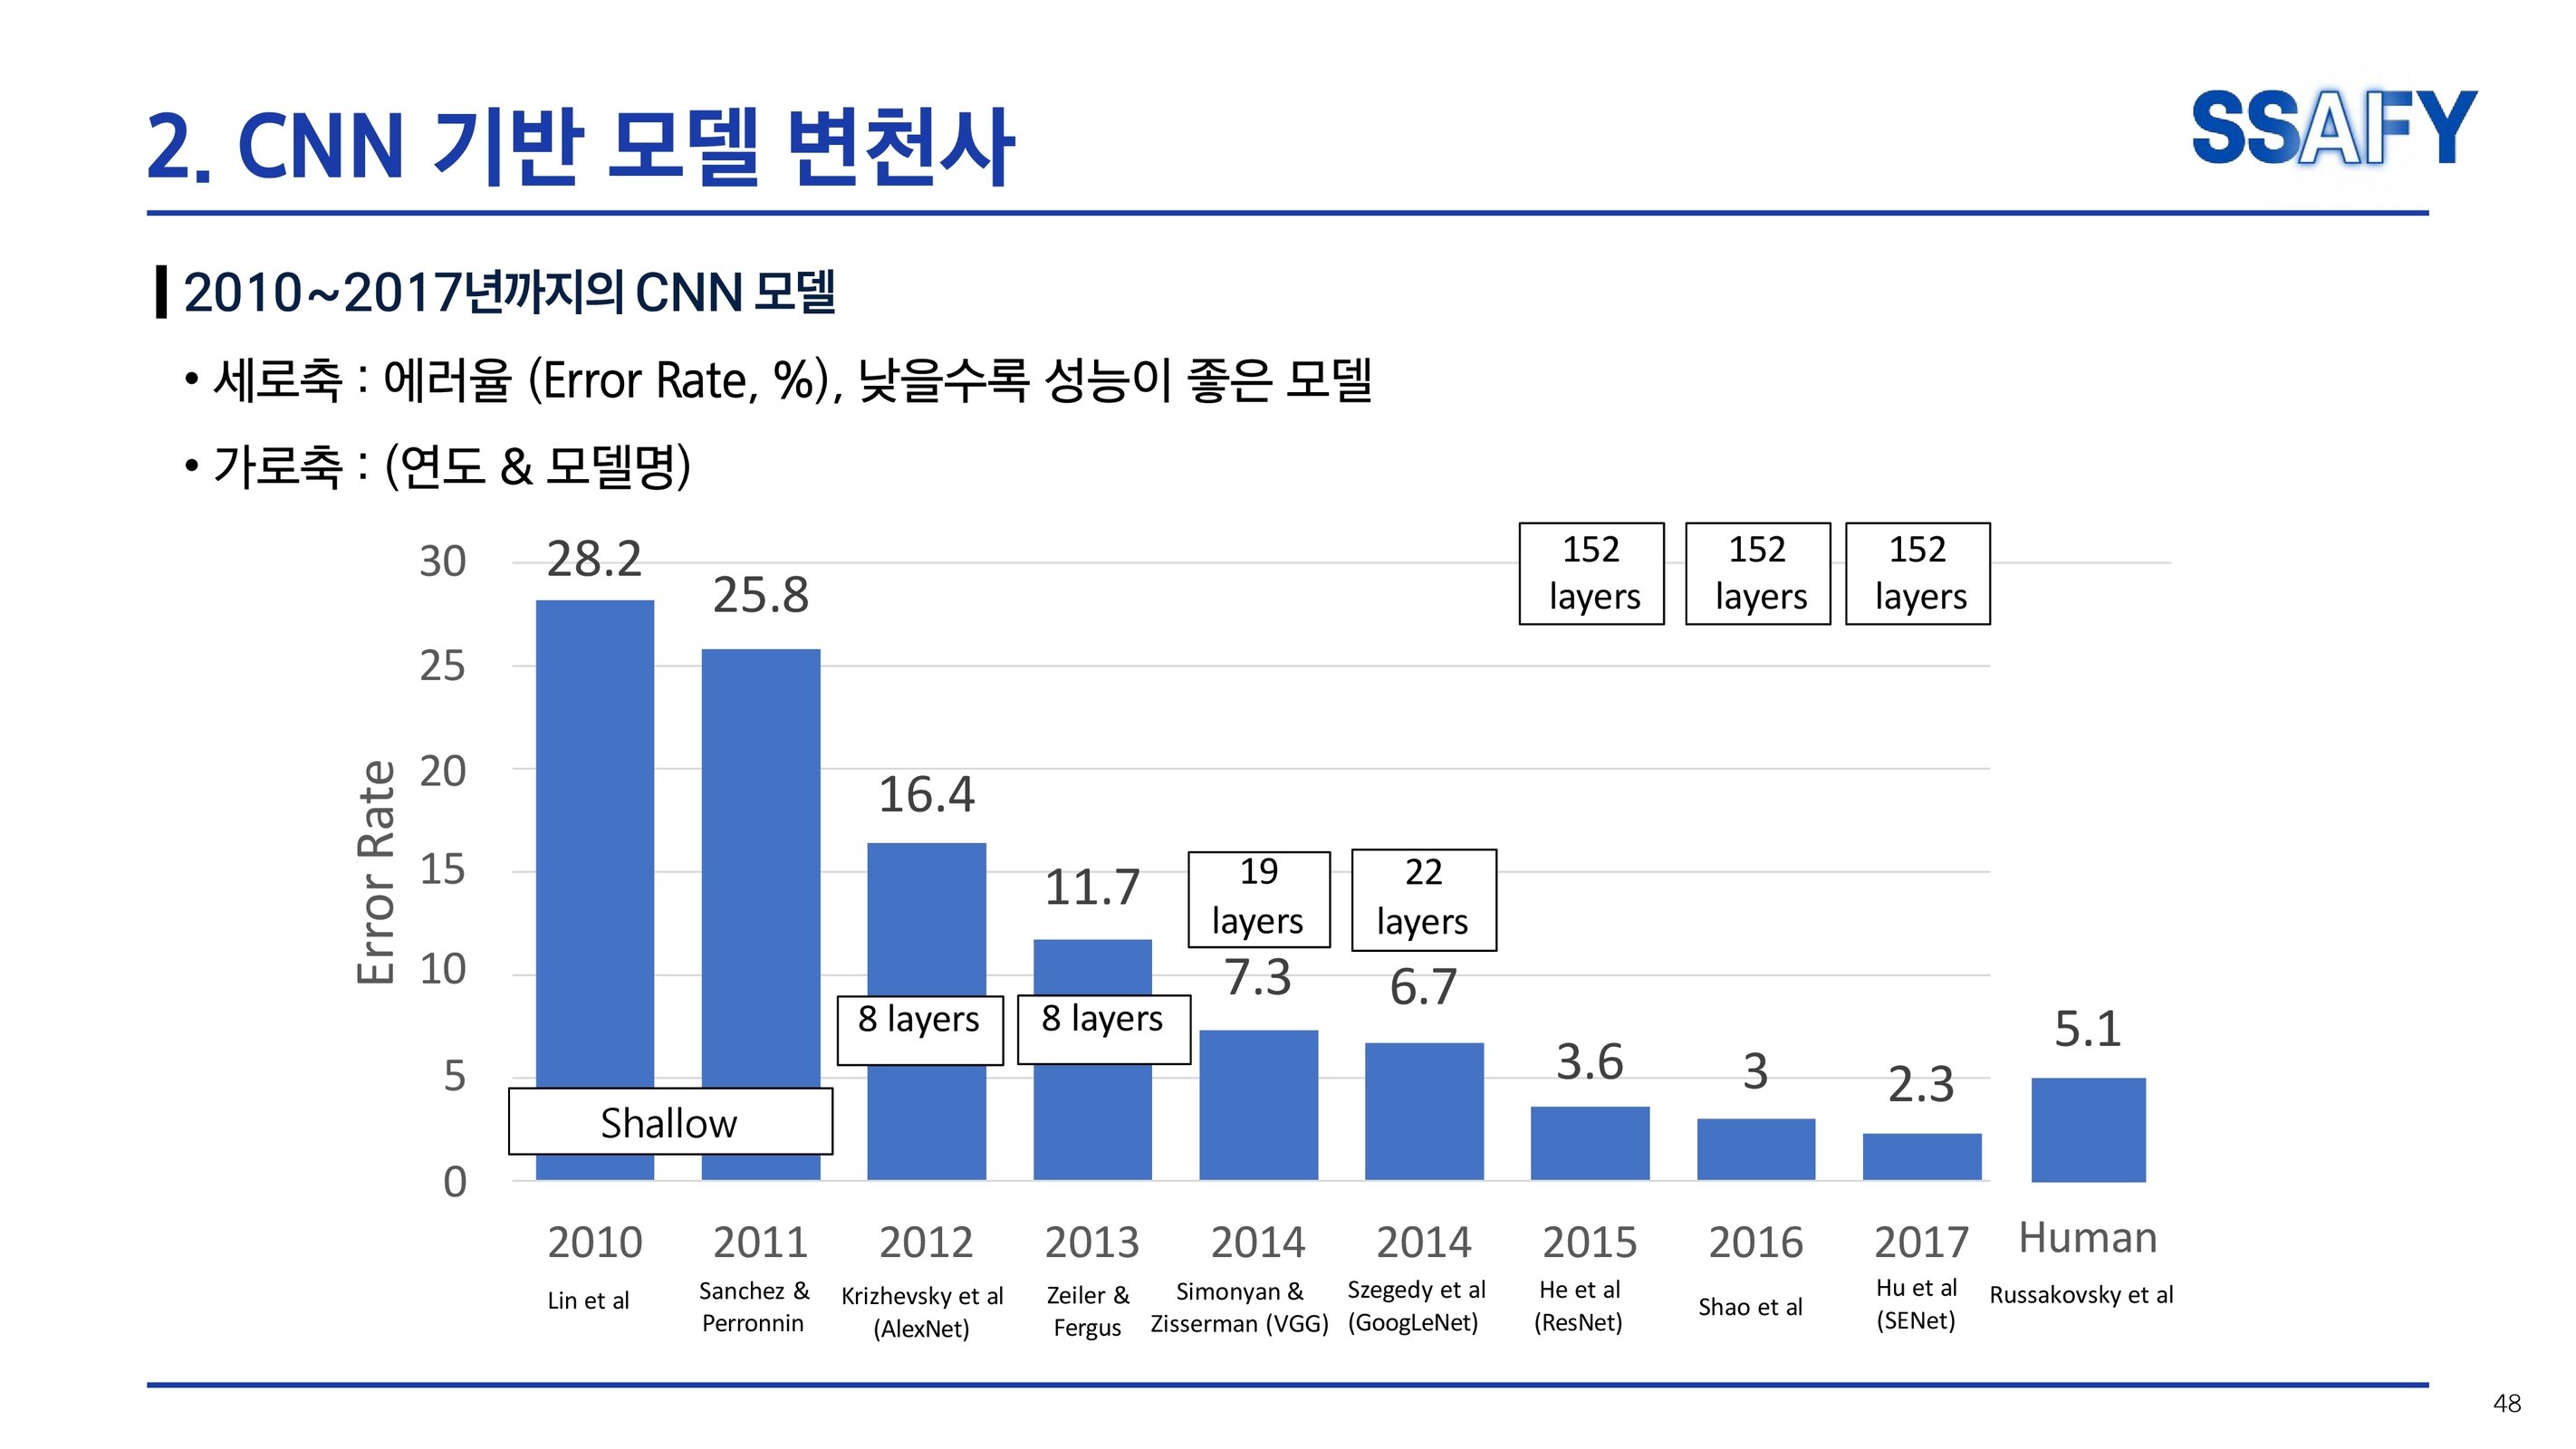 2. CNN 기반 모델 변천사
SSAFY
2010~2017년까지의 CNN 모델
• 세로축 : 에러율 (Error Rate, %), 낮을수록 성능이 좋은 모델
• 가로축 : (연도 & 모델명)
Error Rate
30
25
20
15
10
5
0
28.2
25.8
16.4
11.7
7.3
6.7
3.6
3
2.3
5.1
Shallow
8 layers
8 layers
19
layers
22
layers
152
layers
152
layers
152
layers
2010
Lin et al
2011
Sanchez &
Perronnin
2012
Krizhevsky et al
(AlexNet)
2013
Zeiler &
Fergus
2014
Simonyan &
Zisserman (VGG)
2014
Szegedy et al
(GoogLeNet)
2015
He et al
(ResNet)
2016
Shao et al
2017
Hu et al
(SENet)
Human
Russakovsky et al
48